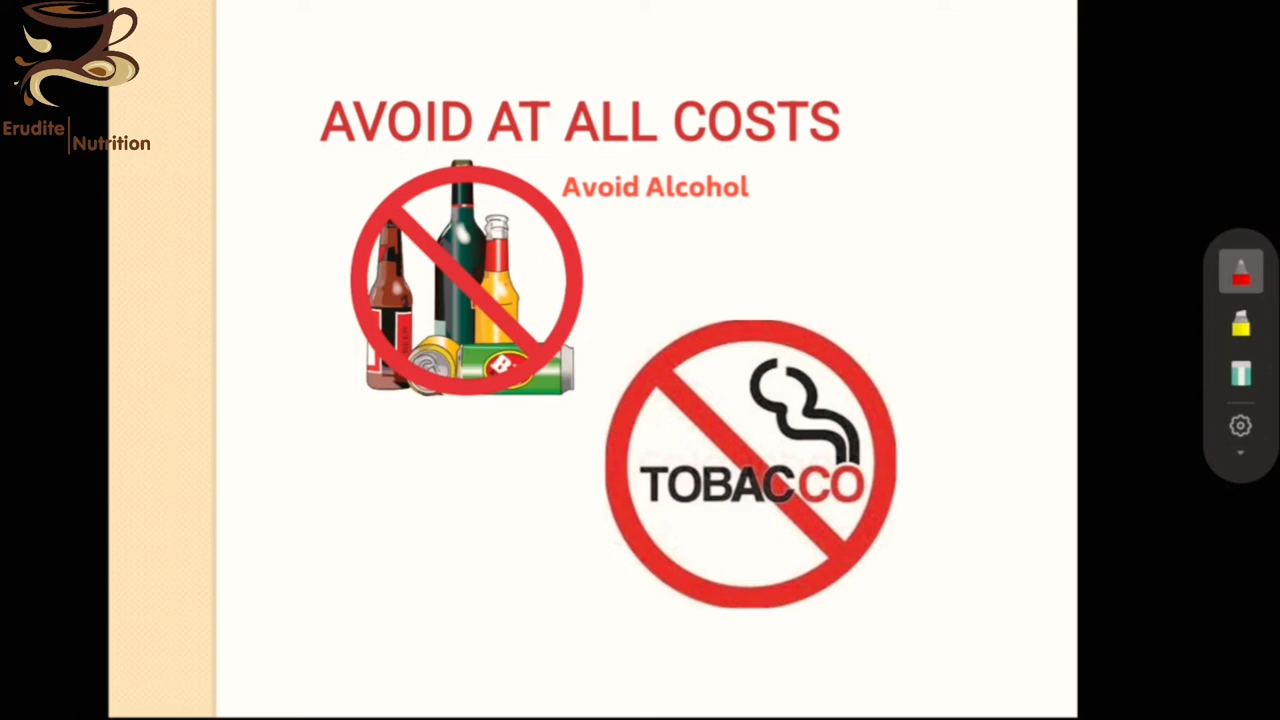 Erudite
Nutrition
AVOID AT ALL COSTS
Avoid Alcohol
TOBACCO